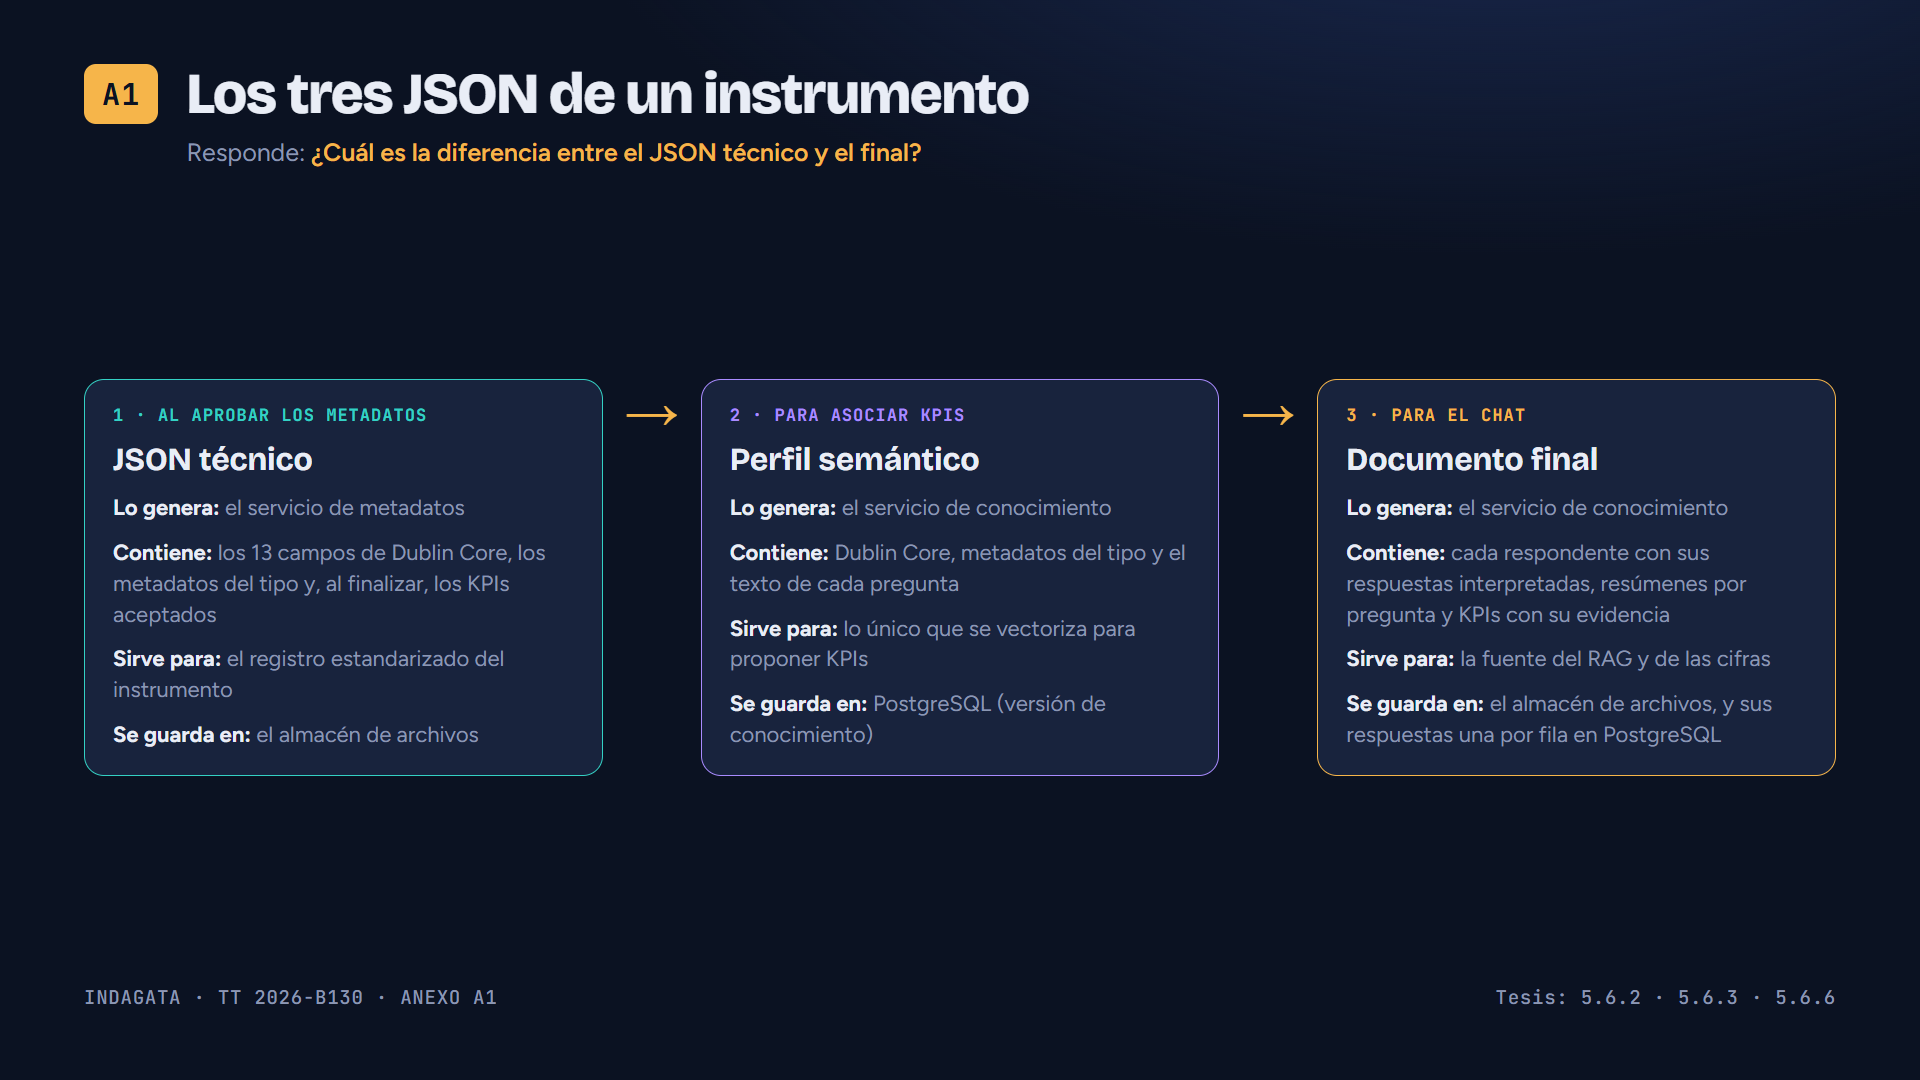 A1
Los tres JSON de un instrumento
Responde: ¿Cuál es la diferencia entre el JSON técnico y el final?
1 · AL APROBAR LOS METADATOS
JSON técnico
Lo genera: el servicio de metadatos
Contiene: los 13 campos de Dublin Core, los
metadatos del tipo y, al finalizar, los KPIs
aceptados
Sirve para: el registro estandarizado del
instrumento
Se guarda en: el almacén de archivos
→
2 · PARA ASOCIAR KPIS
Perfil semántico
Lo genera: el servicio de conocimiento
Contiene: Dublin Core, metadatos del tipo y el
texto de cada pregunta
Sirve para: lo único que se vectoriza para
proponer KPIs
Se guarda en: PostgreSQL (versión de
conocimiento)
→
3 · PARA EL CHAT
Documento final
Lo genera: el servicio de conocimiento
Contiene: cada respondente con sus
respuestas interpretadas, resúmenes por
pregunta y KPIs con su evidencia
Sirve para: la fuente del RAG y de las cifras
Se guarda en: el almacén de archivos, y sus
respuestas una por fila en PostgreSQL
INDAGATA · TT 2026-B130 · ANEXO A1
Tesis: 5.6.2 · 5.6.3 · 5.6.6